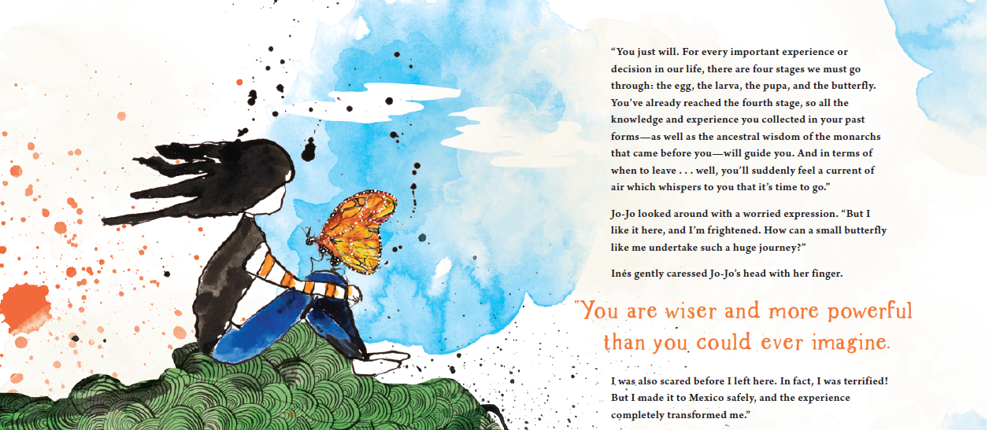 “You just will. For every important experience or
decision in our life, there are four stages we must go
through: the egg, the larva, the pupa, and the butterfly.
You’ve already reached the fourth stage, so all the
knowledge and experience you collected in your past
forms—as well as the ancestral wisdom of the monarchs
that came before you—will guide you. And in terms of
when to leave . . . well, you’ll suddenly feel a current of
air which whispers to you that it’s time to go.”
Jo-Jo looked around with a worried expression. “But I
like it here, and I’m frightened. How can a small butterfly
like me undertake such a huge journey?”
Inés gently caressed Jo-Jo’s head with her finger.
“You are wiser and more powerful
than you could ever imagine.
I was also scared before I left here. In fact, I was terrified!
But I made it to Mexico safely, and the experience
completely transformed me.”